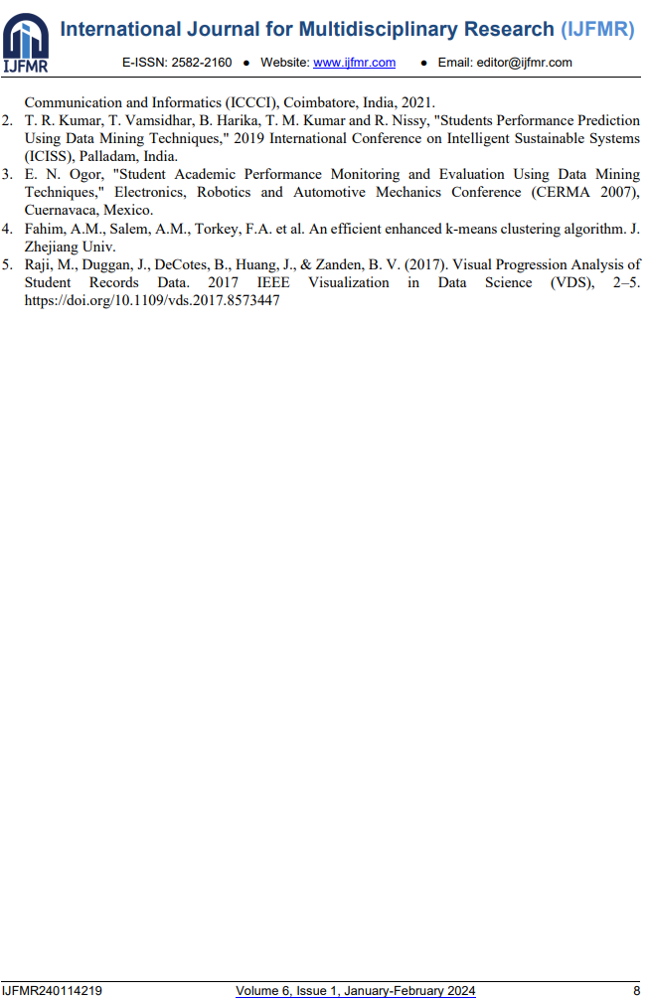 International Journal for Multidisciplinary Research (IJFMR)
IJFMR
E-ISSN: 2582-2160 ● Website: www.ijfmr.com ● Email: editor@ijfmr.com
Communication and Informatics (ICCCI), Coimbatore, India, 2021.
2. T. R. Kumar, T. Vamsidhar, B. Harika, T. M. Kumar and R. Nissy, "Students Performance Prediction
Using Data Mining Techniques," 2019 International Conference on Intelligent Sustainable Systems
(ICISS), Palladam, India.
3. E. N. Ogor, "Student Academic Performance Monitoring and Evaluation Using Data Mining
Techniques," Electronics, Robotics and Automotive Mechanics Conference (CERMA 2007),
Cuernavaca, Mexico.
4. Fahim, A.M., Salem, A.M., Torkey, F.A. et al. An efficient enhanced k-means clustering algorithm. J.
Zhejiang Univ.
5. Raji, M., Duggan, J., DeCotes, B., Huang, J., & Zanden, B. V. (2017). Visual Progression Analysis of
Student Records Data. 2017 IEEE Visualization in Data Science (VDS), 2–5.
https://doi.org/10.1109/vds.2017.8573447
IJFMR240114219 Volume 6, Issue 1, January-February 2024 8